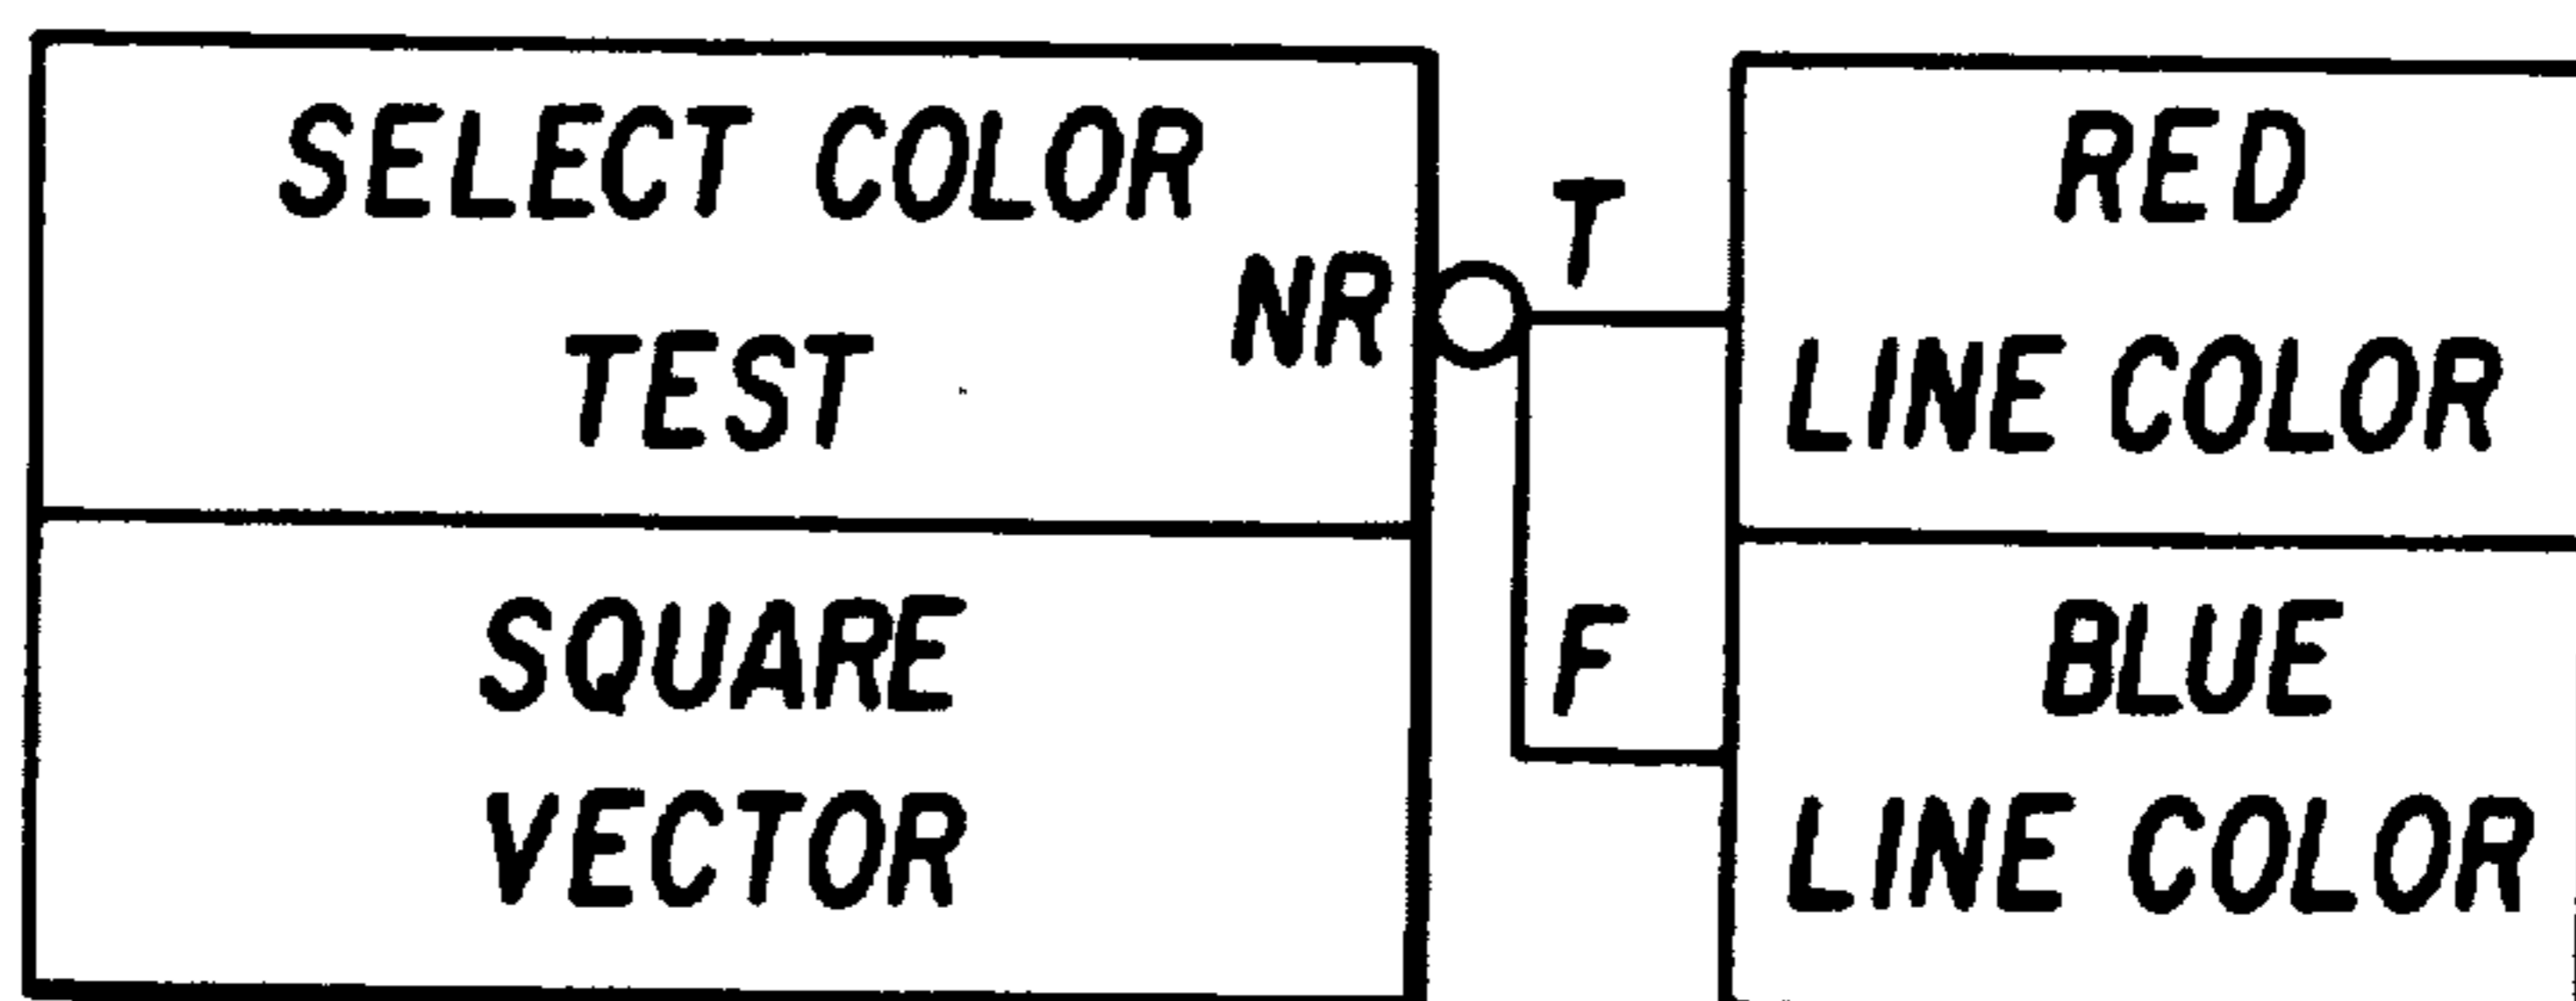 SELECT COLOR
TEST
NR
SQUARE
VECTOR
T
F
RED
LINE COLOR
BLUE
LINE COLOR